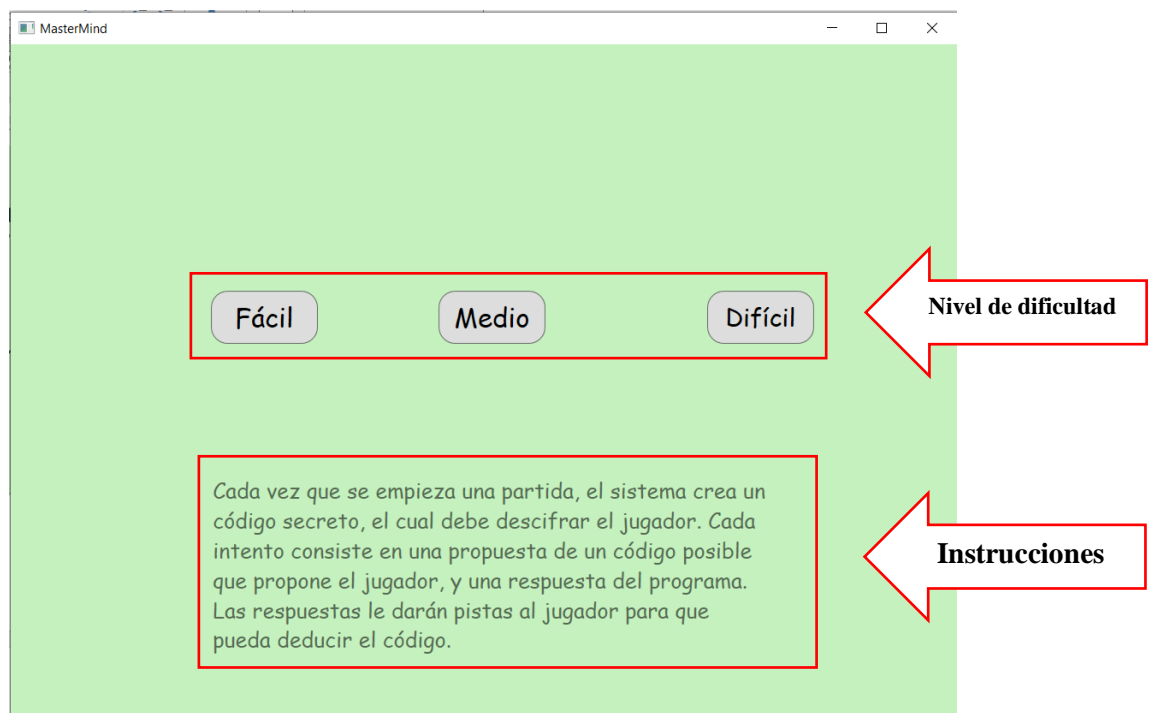 MasterMind
Fácil Medio Difícil
Nivel de dificultad
Cada vez que se empieza una partida, el sistema crea un
código secreto, el cual debe descifrar el jugador. Cada
intento consiste en una propuesta de un código posible
que propone el jugador, y una respuesta del programa.
Las respuestas le darán pistas al jugador para que
pueda deducir el código.
Instrucciones